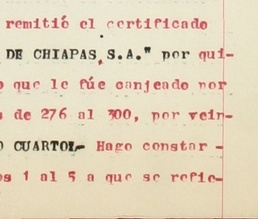 remitió el certificado
DE CHIAPAS, S.A." por qui-
o que le fúe canjeado por
s de 276 al 300, por vein-
O CUARTO.- Hago constar -
os 1 al 5 a que se refie-